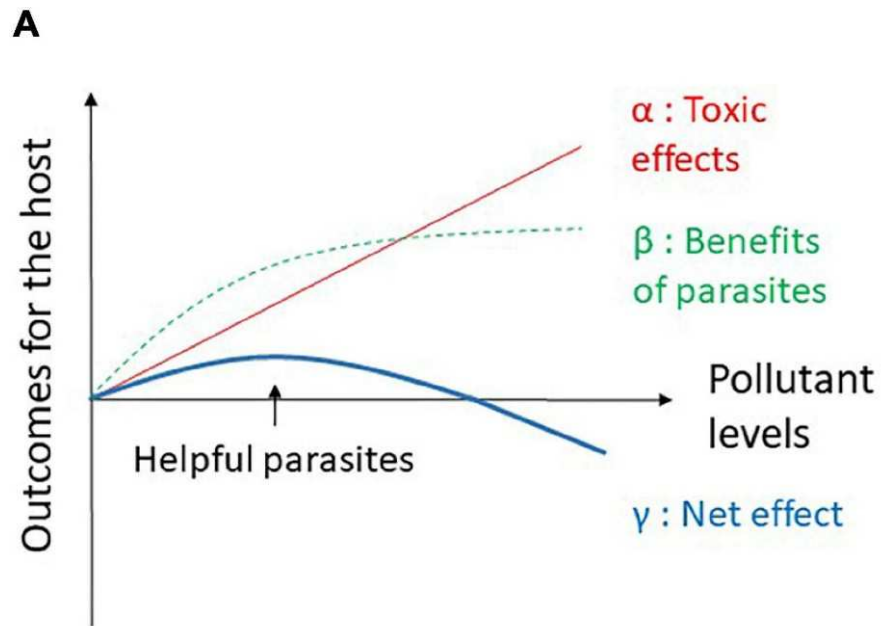 A
Outcomes for the host
α : Toxic
effects
β : Benefits
of parasites
Pollutant
levels
Helpful parasites
γ : Net effect